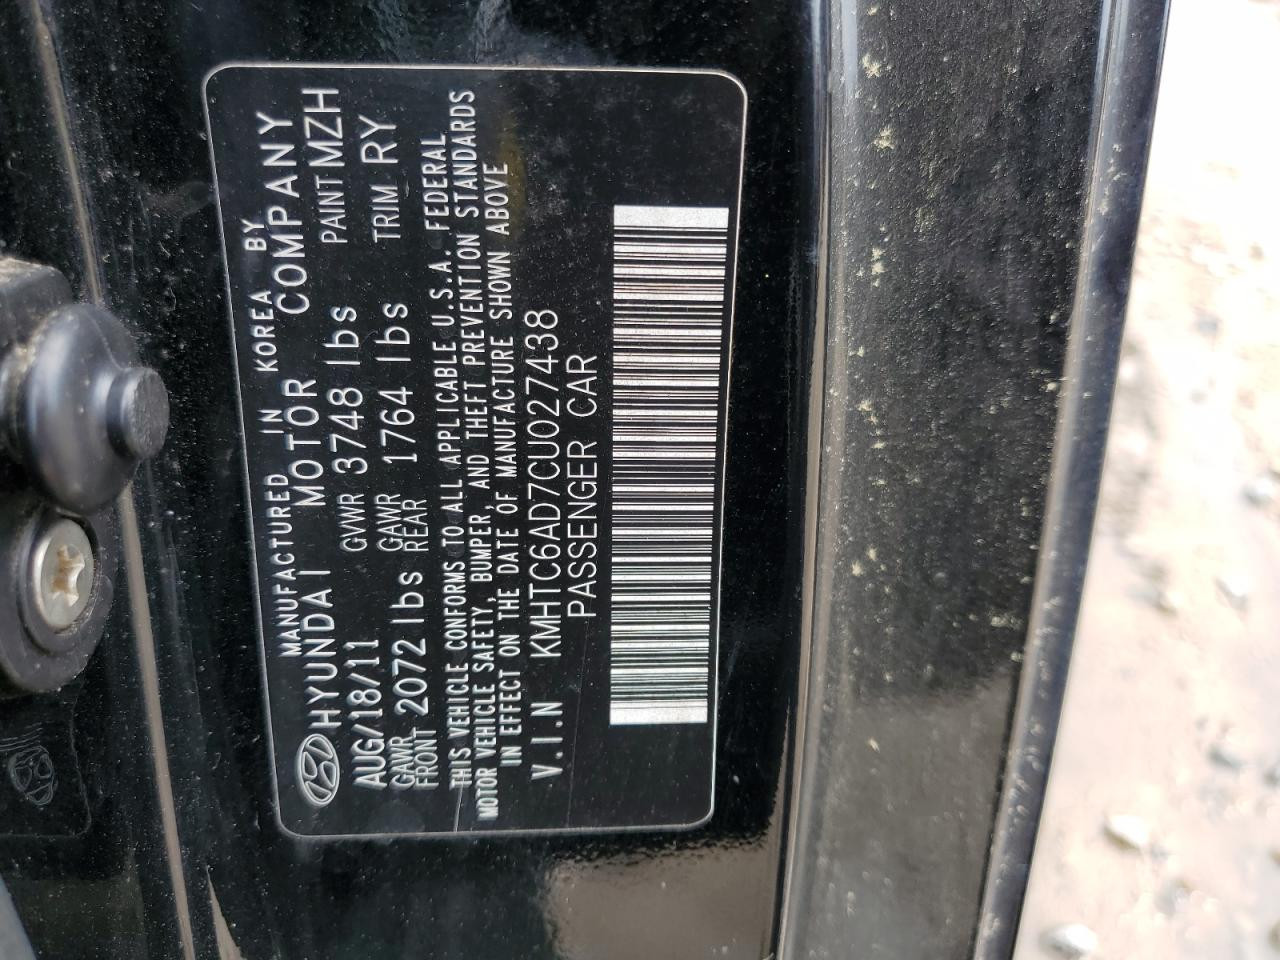 MANUFACTURED IN KOREA BY
HYUNDAI MOTOR COMPANY
AUG/18/11 GVWR 3748 lbs PAINT MZH
GAWR FRONT 2072 lbs GAWR REAR 1764 lbs TRIM RY
THIS VEHICLE CONFORMS TO ALL APPLICABLE U.S.A. FEDERAL
MOTOR VEHICLE SAFETY, BUMPER, AND THEFT PREVENTION STANDARDS
IN EFFECT ON THE DATE OF MANUFACTURE SHOWN ABOVE
V.I.N KMHTC6AD7CU027438
PASSENGER CAR